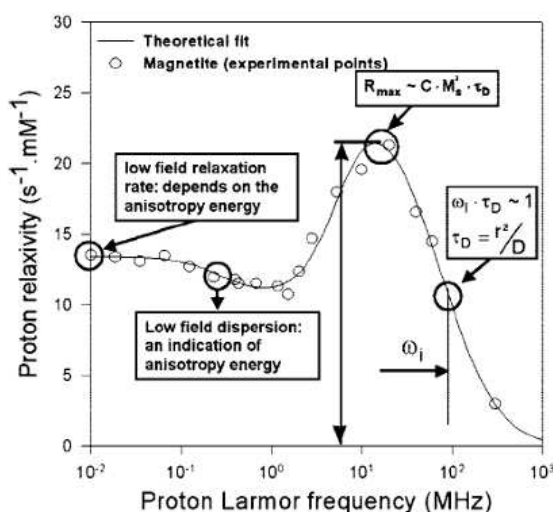 30
25
20
15
10
5
0
Proton relaxivity (s⁻¹.mM⁻¹)
Theoretical fit
Magnetite (experimental points)
R_max ~ C · M_s² · τ_D
low field relaxation
rate: depends on the
anisotropy energy
ω_I · τ_D ~ 1
τ_D = r²/D
Low field dispersion:
an indication of
anisotropy energy
ω_i
10⁻² 10⁻¹ 10⁰ 10¹ 10² 10³
Proton Larmor frequency (MHz)